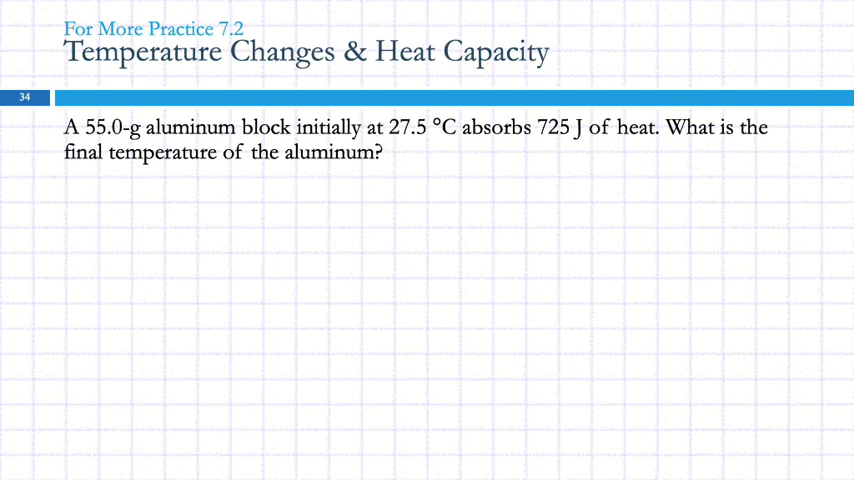 For More Practice 7.2
Temperature Changes & Heat Capacity
34
A 55.0-g aluminum block initially at 27.5 °C absorbs 725 J of heat. What is the
final temperature of the aluminum?